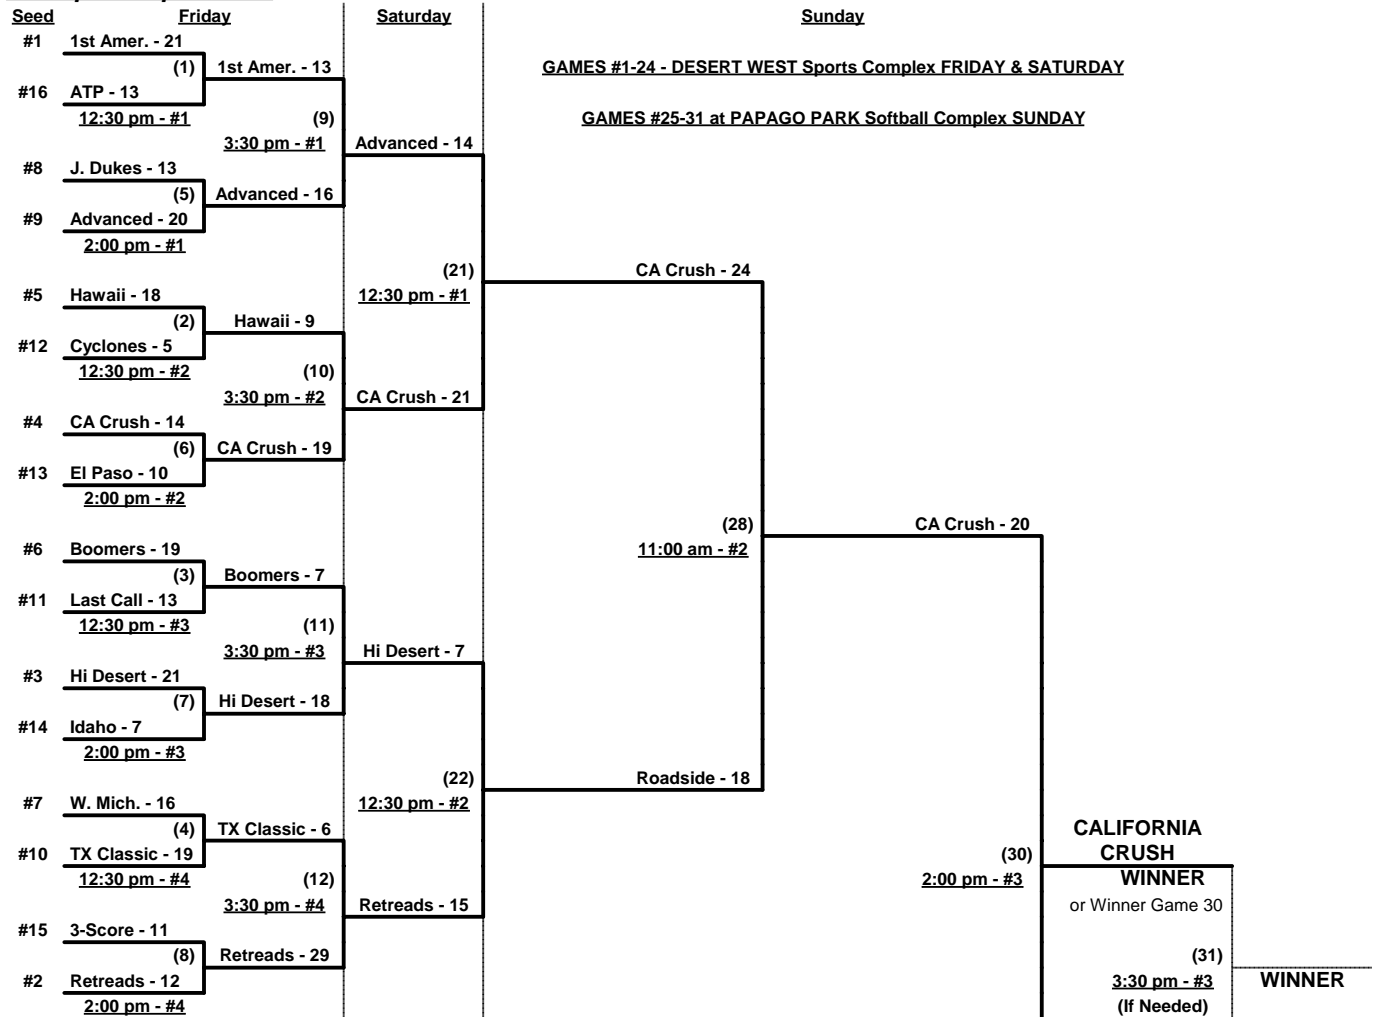 Seed Friday Saturday Sunday
#1 1st Amer. - 21
(1) 1st Amer. - 13
GAMES #1-24 - DESERT WEST Sports Complex FRIDAY & SATURDAY
#16 ATP - 13
12:30 pm - #1
(9)
GAMES #25-31 at PAPAGO PARK Softball Complex SUNDAY
3:30 pm - #1
Advanced - 14
#8 J. Dukes - 13
(5) Advanced - 16
#9 Advanced - 20
2:00 pm - #1
(21)
CA Crush - 24
12:30 pm - #1
#5 Hawaii - 18
(2) Hawaii - 9
#12 Cyclones - 5
12:30 pm - #2
(10)
3:30 pm - #2
CA Crush - 21
#4 CA Crush - 14
(6) CA Crush - 19
#13 El Paso - 10
2:00 pm - #2
(28)
CA Crush - 20
11:00 am - #2
#6 Boomers - 19
(3) Boomers - 7
#11 Last Call - 13
12:30 pm - #3
(11)
3:30 pm - #3
Hi Desert - 7
#3 Hi Desert - 21
(7) Hi Desert - 18
#14 Idaho - 7
2:00 pm - #3
(22)
Roadside - 18
12:30 pm - #2
#7 W. Mich. - 16
(4) TX Classic - 6
CALIFORNIA
CRUSH
#10 TX Classic - 19
(30)
12:30 pm - #4
(12)
2:00 pm - #3
WINNER
3:30 pm - #4
Retreads - 15
or Winner Game 30
#15 3-Score - 11
(8) Retreads - 29
(31)
#2 Retreads - 12
3:30 pm - #3
WINNER
2:00 pm - #4
(If Needed)